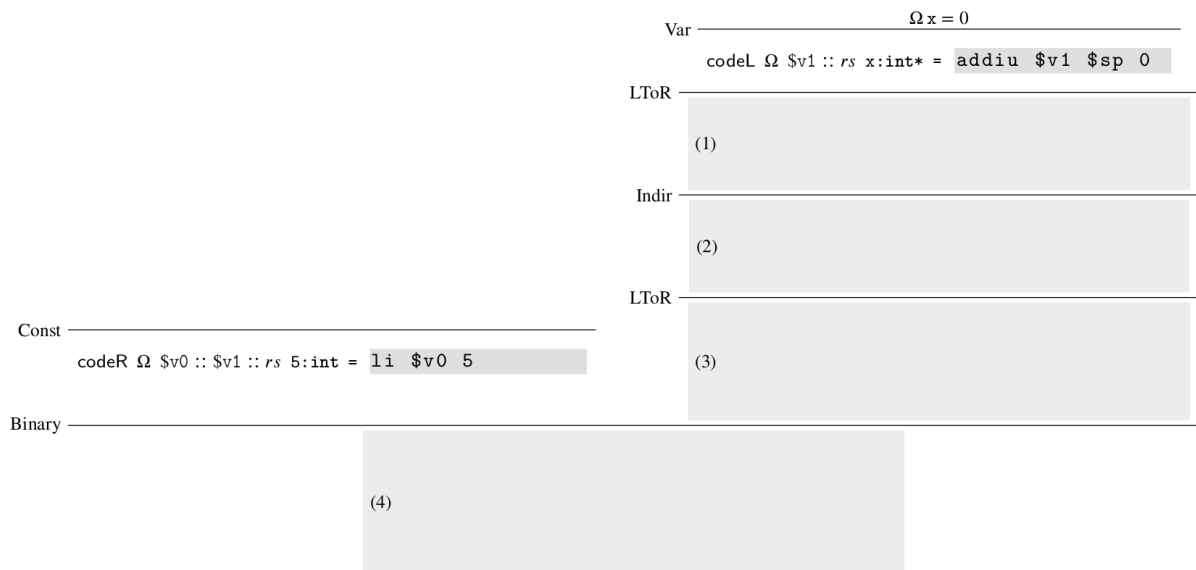 Ω x = 0
Var
codeL Ω $v1 :: rs x:int* = addiu $v1 $sp 0
LToR
(1)
Indir
(2)
LToR
Const
codeR Ω $v0 :: $v1 :: rs 5:int = li $v0 5
(3)
Binary
(4)